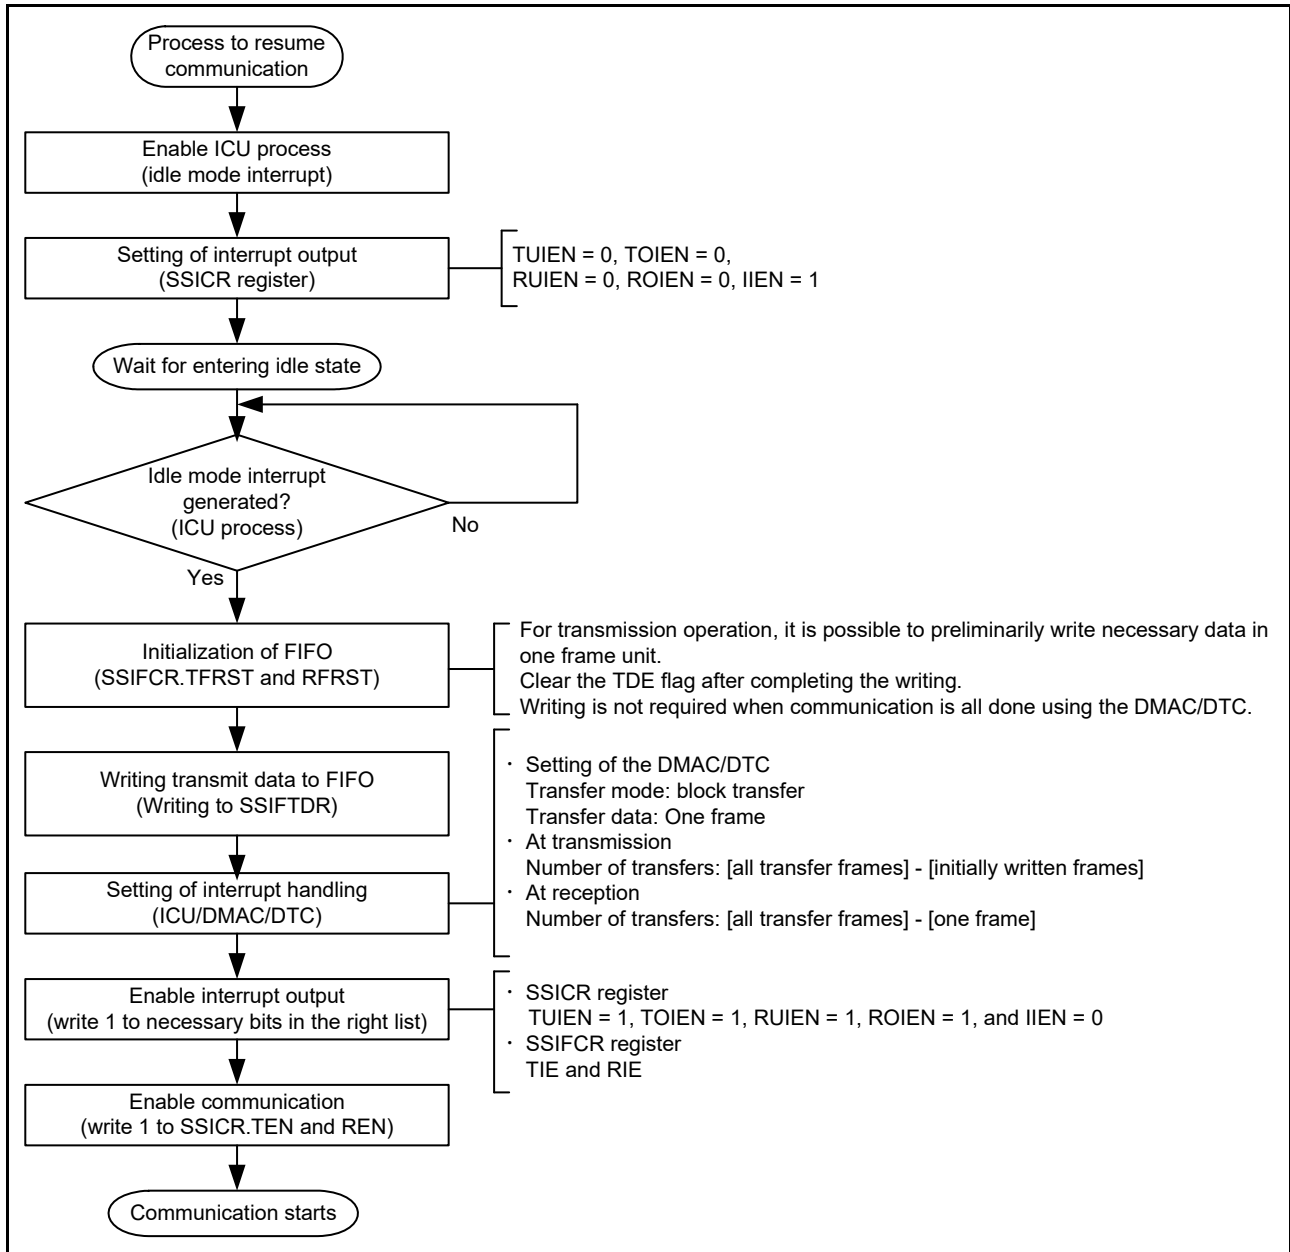 Process to resume
communication
Enable ICU process
(idle mode interrupt)
Setting of interrupt output
(SSICR register)
TUIEN = 0, TOIEN = 0,
RUIEN = 0, ROIEN = 0, IIEN = 1
Wait for entering idle state
Idle mode interrupt
generated?
(ICU process)
No
Yes
Initialization of FIFO
(SSIFCR.TFRST and RFRST)
For transmission operation, it is possible to preliminarily write necessary data in
one frame unit.
Clear the TDE flag after completing the writing.
Writing is not required when communication is all done using the DMAC/DTC.
Writing transmit data to FIFO
(Writing to SSIFTDR)
Setting of interrupt handling
(ICU/DMAC/DTC)
· Setting of the DMAC/DTC
Transfer mode: block transfer
Transfer data: One frame
· At transmission
Number of transfers: [all transfer frames] - [initially written frames]
· At reception
Number of transfers: [all transfer frames] - [one frame]
Enable interrupt output
(write 1 to necessary bits in the right list)
· SSICR register
TUIEN = 1, TOIEN = 1, RUIEN = 1, ROIEN = 1, and IIEN = 0
· SSIFCR register
TIE and RIE
Enable communication
(write 1 to SSICR.TEN and REN)
Communication starts